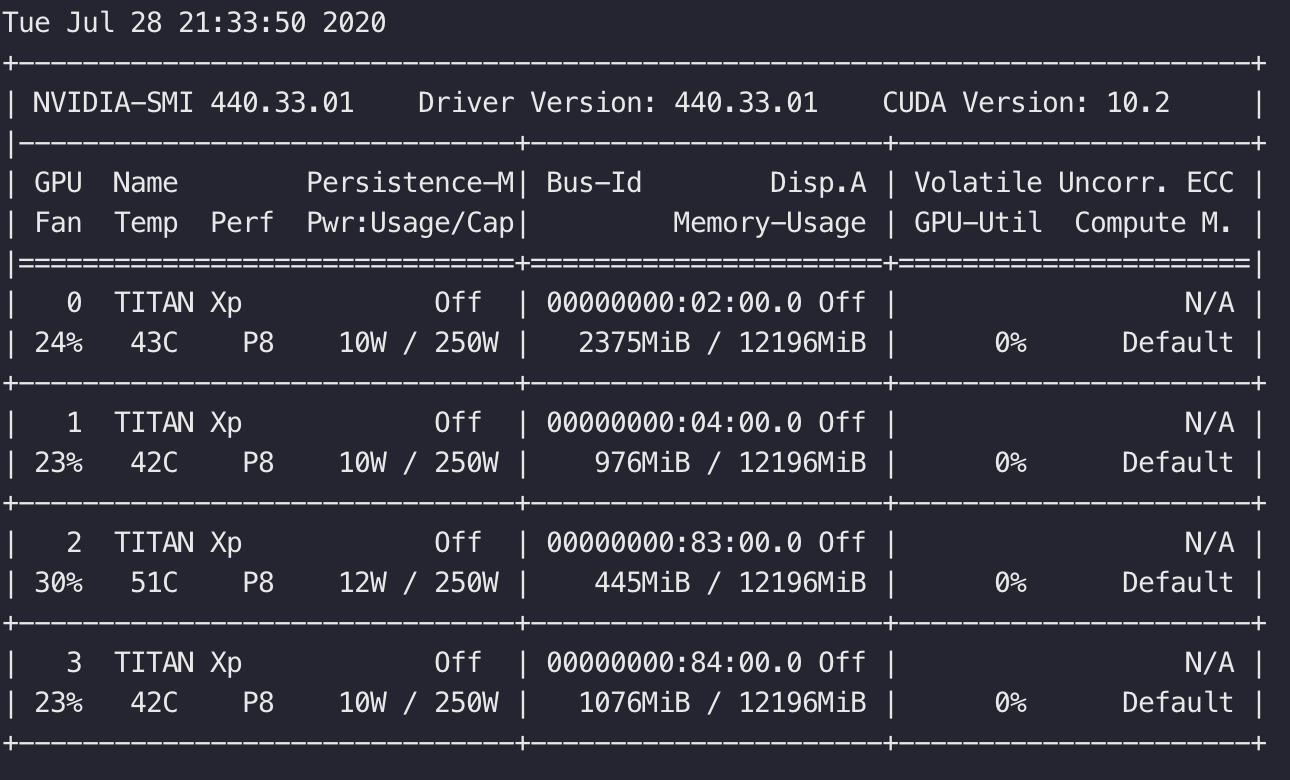 Tue Jul 28 21:33:50 2020
+-----------------------------------------------------------------------------+
| NVIDIA-SMI 440.33.01    Driver Version: 440.33.01    CUDA Version: 10.2     |
|-------------------------------+----------------------+----------------------+
| GPU  Name        Persistence-M| Bus-Id        Disp.A | Volatile Uncorr. ECC |
| Fan  Temp  Perf  Pwr:Usage/Cap|         Memory-Usage | GPU-Util  Compute M. |
|===============================+======================+======================|
|   0  TITAN Xp            Off  | 00000000:02:00.0 Off |                  N/A |
| 24%   43C    P8    10W / 250W |   2375MiB / 12196MiB |      0%      Default |
+-------------------------------+----------------------+----------------------+
|   1  TITAN Xp            Off  | 00000000:04:00.0 Off |                  N/A |
| 23%   42C    P8    10W / 250W |    976MiB / 12196MiB |      0%      Default |
+-------------------------------+----------------------+----------------------+
|   2  TITAN Xp            Off  | 00000000:83:00.0 Off |                  N/A |
| 30%   51C    P8    12W / 250W |    445MiB / 12196MiB |      0%      Default |
+-------------------------------+----------------------+----------------------+
|   3  TITAN Xp            Off  | 00000000:84:00.0 Off |                  N/A |
| 23%   42C    P8    10W / 250W |   1076MiB / 12196MiB |      0%      Default |
+-------------------------------+----------------------+----------------------+